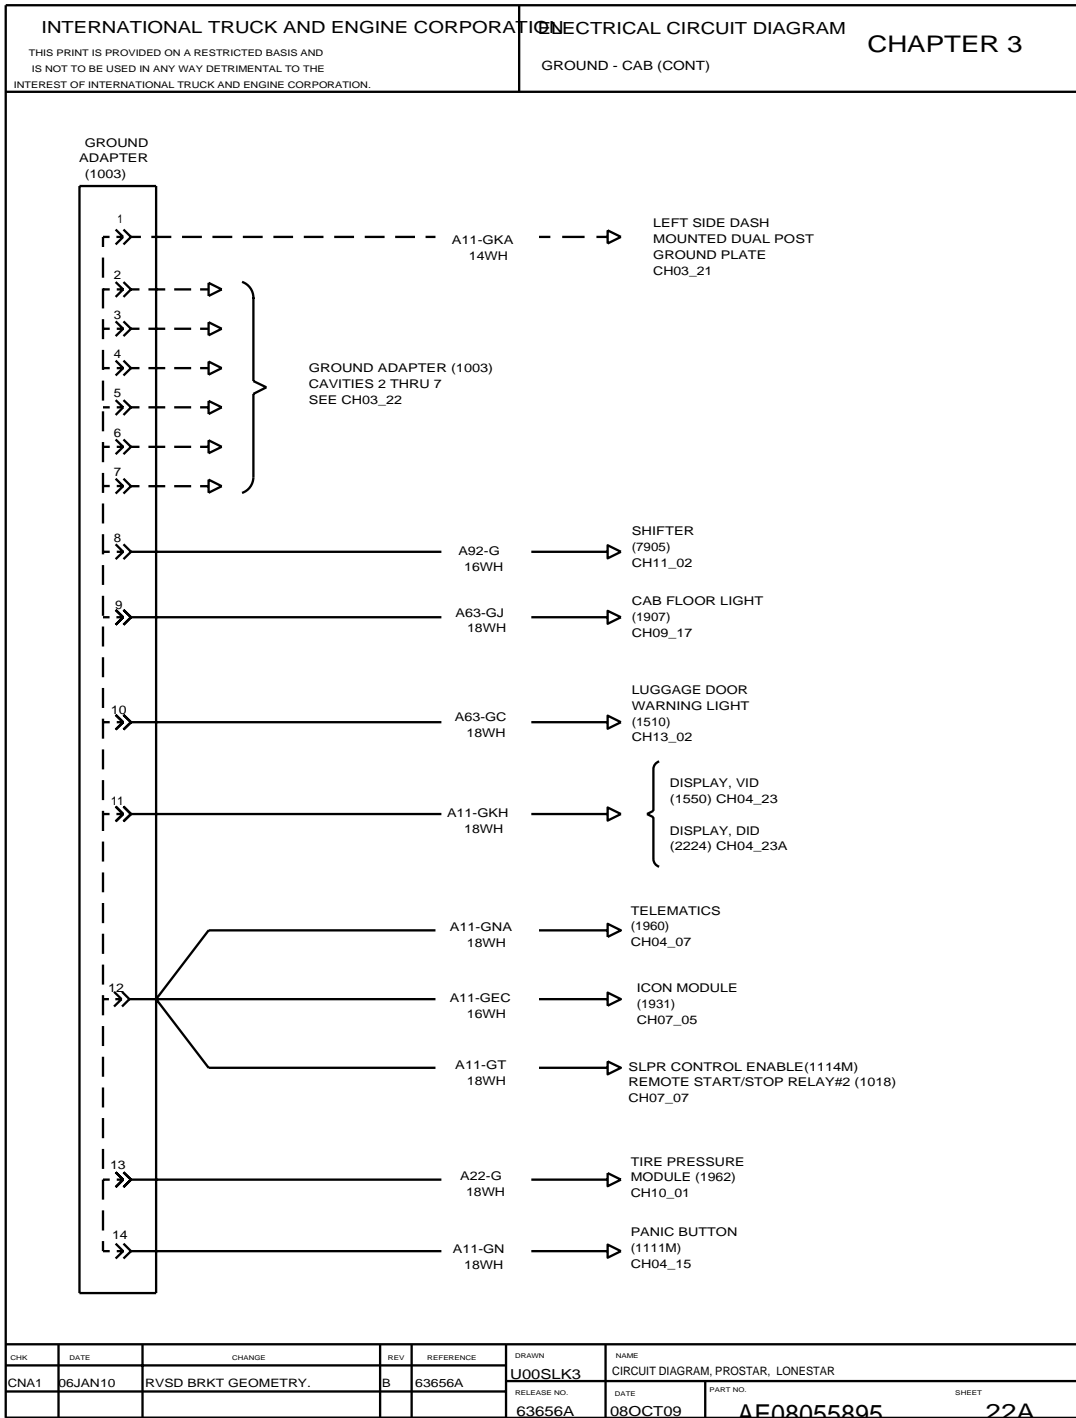 INTERNATIONAL TRUCK AND ENGINE CORPORATION
THIS PRINT IS PROVIDED ON A RESTRICTED BASIS AND
IS NOT TO BE USED IN ANY WAY DETRIMENTAL TO THE
INTEREST OF INTERNATIONAL TRUCK AND ENGINE CORPORATION.
ELECTRICAL CIRCUIT DIAGRAM
GROUND - CAB (CONT)
CHAPTER 3
GROUND
ADAPTER
(1003)
1
A11-GKA
14WH
LEFT SIDE DASH
MOUNTED DUAL POST
GROUND PLATE
CH03_21
2
3
4
5
6
7
GROUND ADAPTER (1003)
CAVITIES 2 THRU 7
SEE CH03_22
8
A92-G
16WH
SHIFTER
(7905)
CH11_02
9
A63-GJ
18WH
CAB FLOOR LIGHT
(1907)
CH09_17
10
A63-GC
18WH
LUGGAGE DOOR
WARNING LIGHT
(1510)
CH13_02
11
A11-GKH
18WH
DISPLAY, VID
(1550) CH04_23
DISPLAY, DID
(2224) CH04_23A
12
A11-GNA
18WH
TELEMATICS
(1960)
CH04_07
A11-GEC
16WH
ICON MODULE
(1931)
CH07_05
A11-GT
18WH
SLPR CONTROL ENABLE(1114M)
REMOTE START/STOP RELAY#2 (1018)
CH07_07
13
A22-G
18WH
TIRE PRESSURE
MODULE (1962)
CH10_01
14
A11-GN
18WH
PANIC BUTTON
(1111M)
CH04_15
CHK DATE CHANGE REV REFERENCE
CNA1 06JAN10 RVSD BRKT GEOMETRY. B 63656A
DRAWN
U00SLK3
NAME
CIRCUIT DIAGRAM, PROSTAR, LONESTAR
RELEASE NO.
63656A
DATE
08OCT09
PART NO.
AE08055895
SHEET
22A